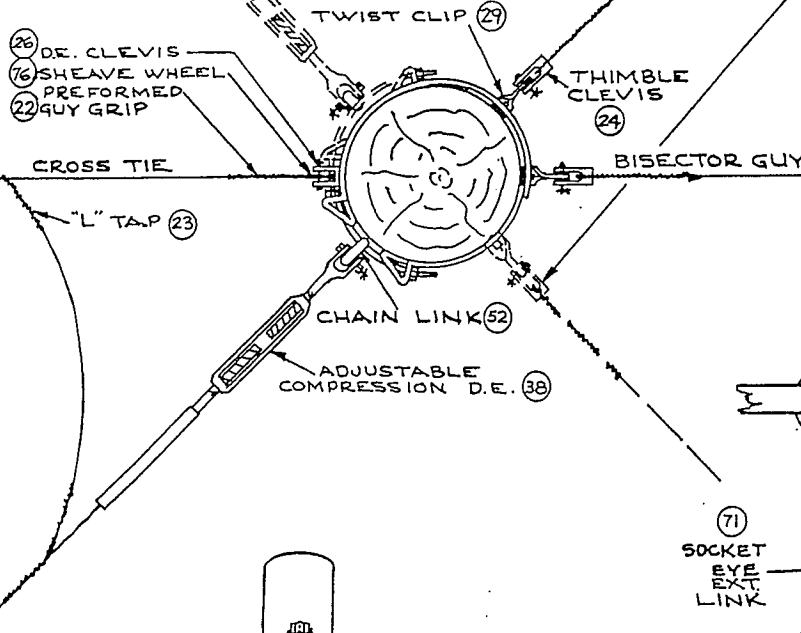 TWIST CLIP 29
26 D.E. CLEVIS
76 SHEAVE WHEEL
PREFORMED
22 GUY GRIP
THIMBLE
CLEVIS
24
CROSS TIE
BISECTOR GUY
"L" TAP 23
CHAIN LINK 52
ADJUSTABLE
COMPRESSION D.E. 38
71
SOCKET
EYE
EXT.
LINK